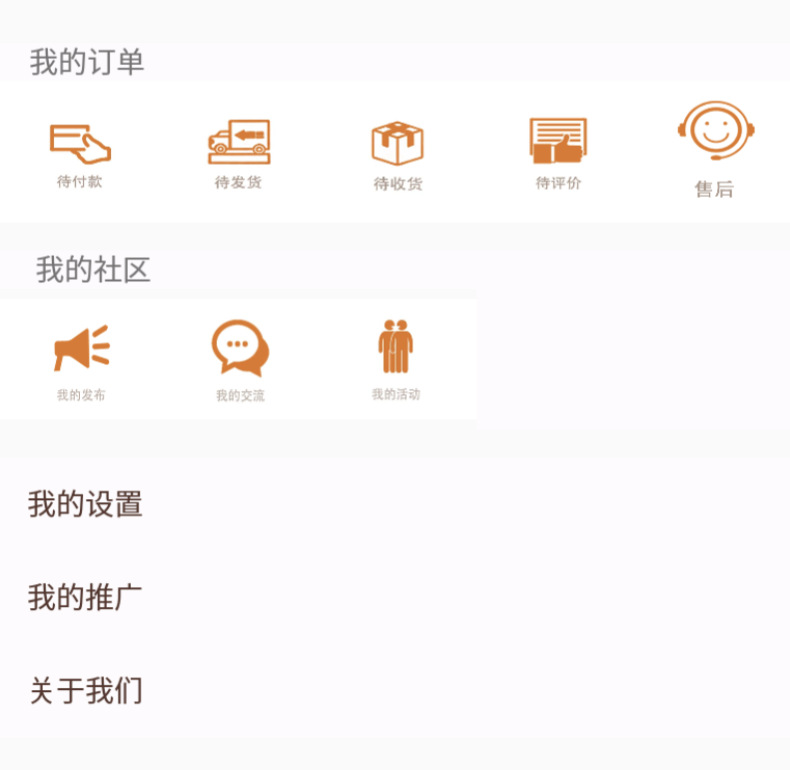 我的订单
待付款 待发货 待收货 待评价 售后
我的社区
我的发布 我的交流 我的活动
我的设置
我的推广
关于我们